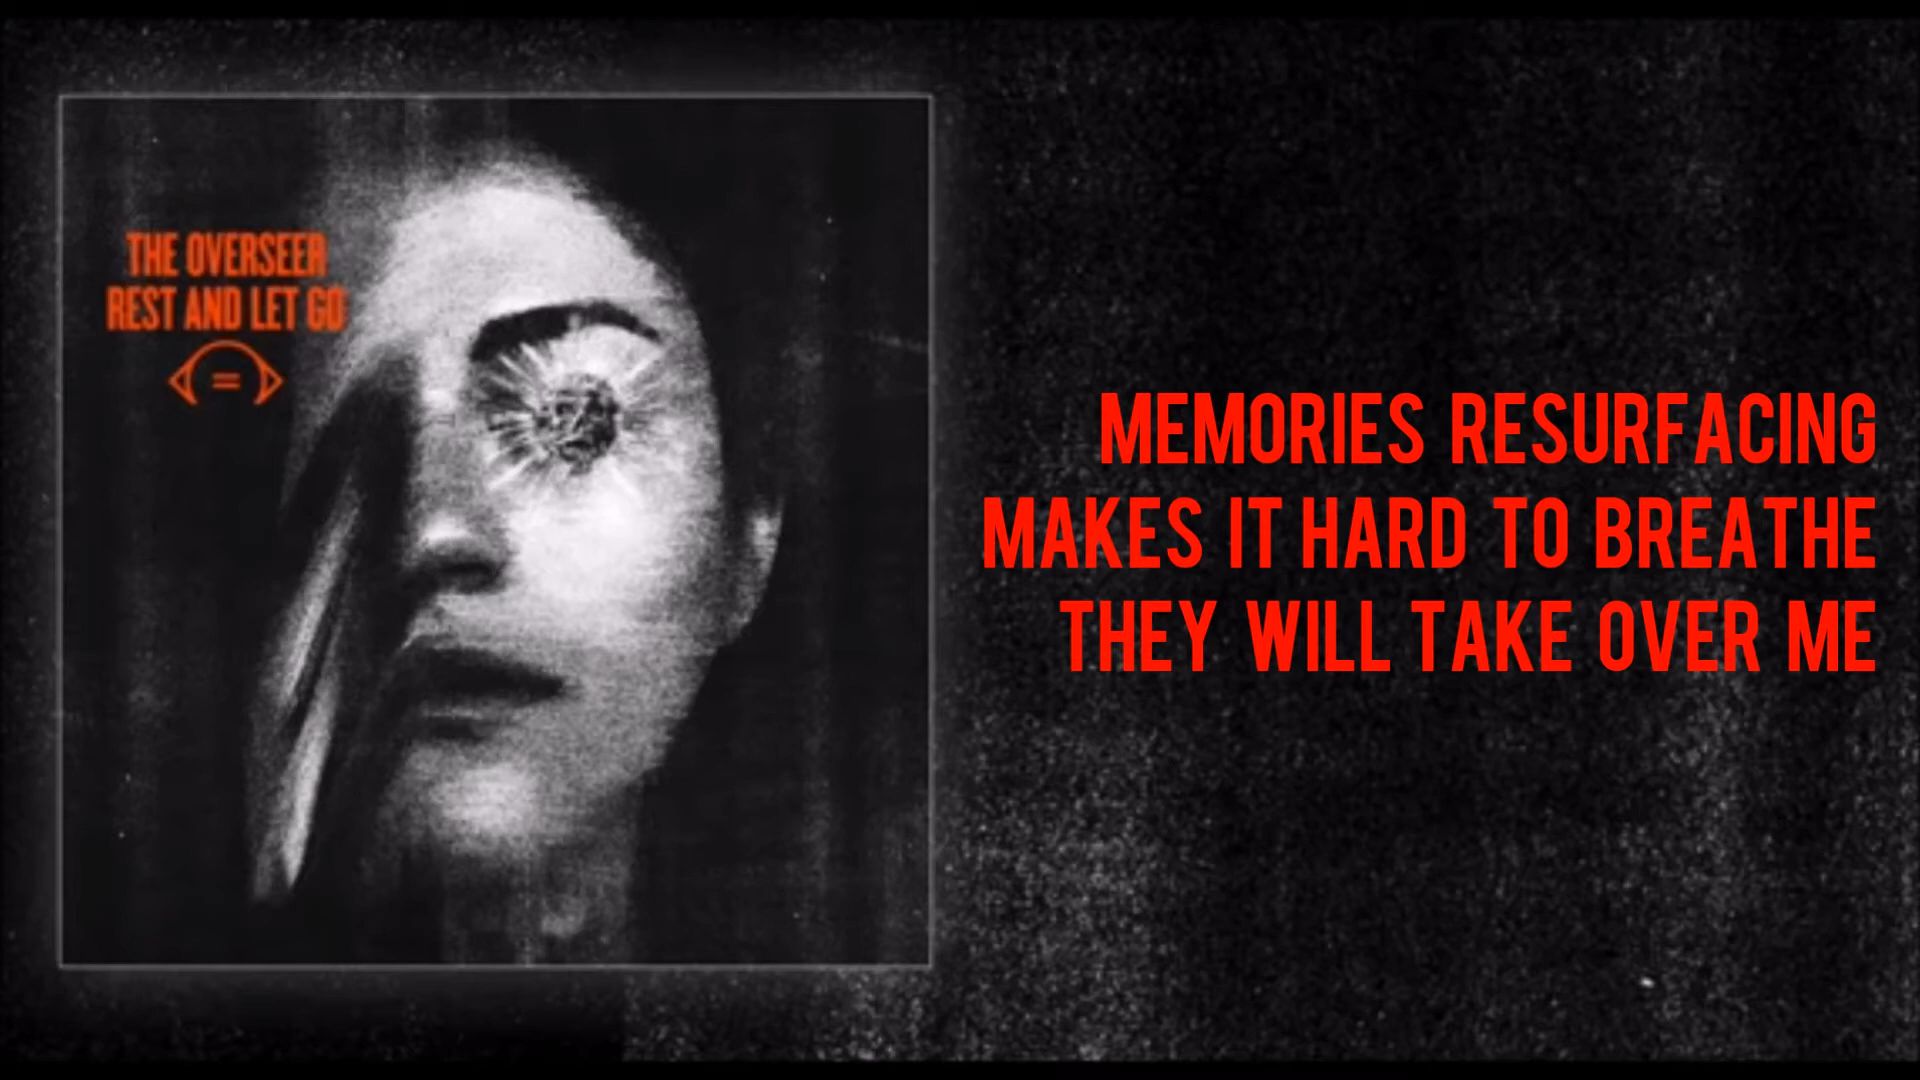 THE OVERSEER
REST AND LET GO
MEMORIES RESURFACING
MAKES IT HARD TO BREATHE
THEY WILL TAKE OVER ME